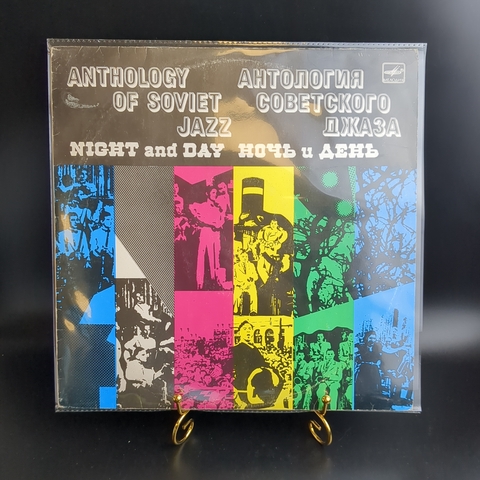 ANTHOLOGY
OF SOVIET
JAZZ
NIGHT and DAY
АНТОЛОГИЯ
СОВЕТСКОГО
ДЖАЗА
НОЧЬ и ДЕНЬ